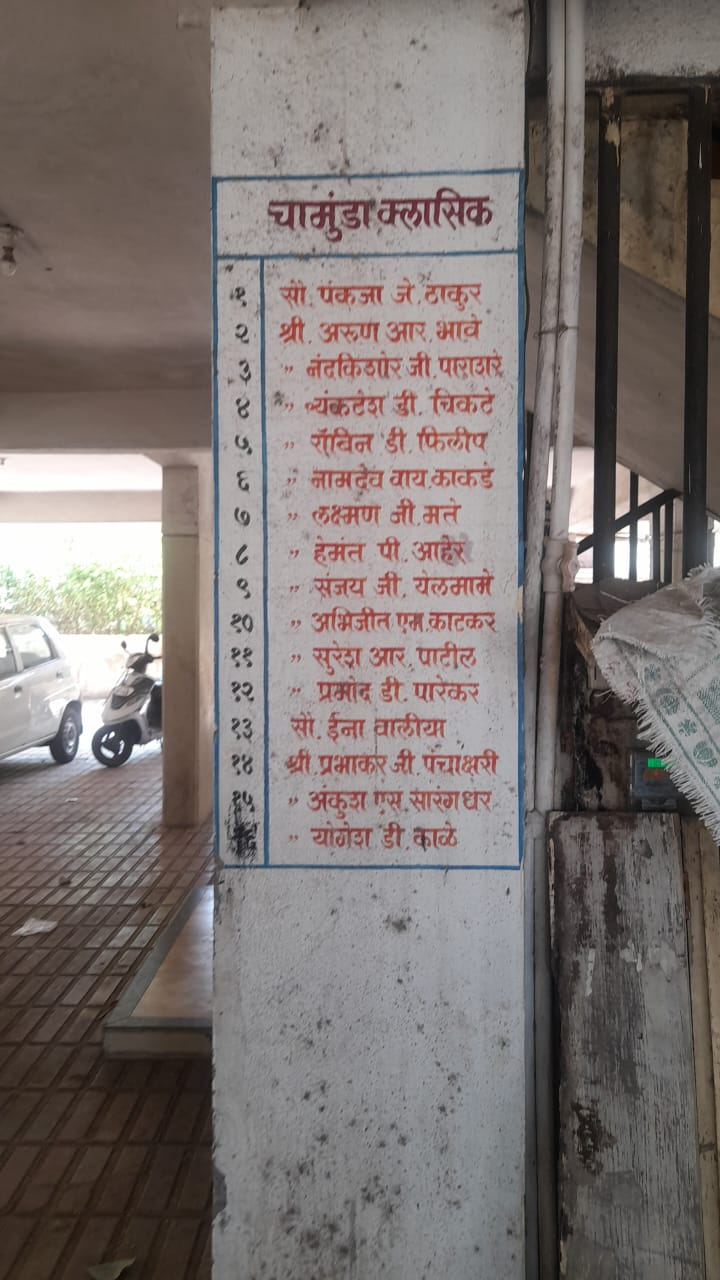 चामुंडा क्लासिक
१ सौ. पंकजा जे. ठाकुर
२ श्री. अरूण आर. भावे
३ " नंदकिशोर जी. पाराठारे
४ " व्यंकटेश डी. चिकटे
५ " रॉबिन डी. फिलीप
६ " नामदेव वाय. काकडे
७ " लक्ष्मण जी. मते
८ " हेमंत पी. आहेर
९ " संजय जी. येलमामे
१० " अभिजीत एम. काटकर
११ " सुरेश आर. पाटील
१२ " प्रमोद डी. पारेकर
१३ सौ. ईना वालीया
१४ श्री. प्रभाकर जी. पंचाक्षरी
१५ " अंकुश एस. सारंगधर
" योगेश डी. काळे